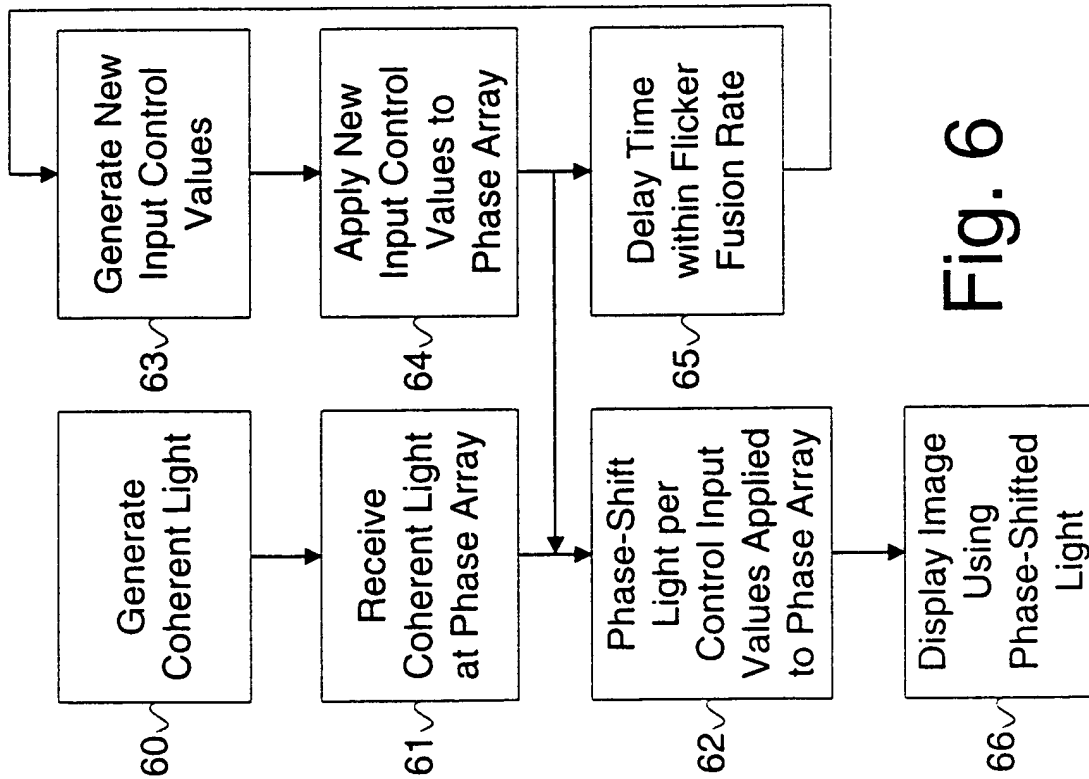 60
Generate
Coherent Light
61
Receive
Coherent Light
at Phase Array
62
Phase-Shift
Light per
Control Input
Values Applied
to Phase Array
66
Display Image
Using
Phase-Shifted
Light
63
Generate New
Input Control
Values
64
Apply New
Input Control
Values to
Phase Array
65
Delay Time
within Flicker
Fusion Rate
Fig. 6